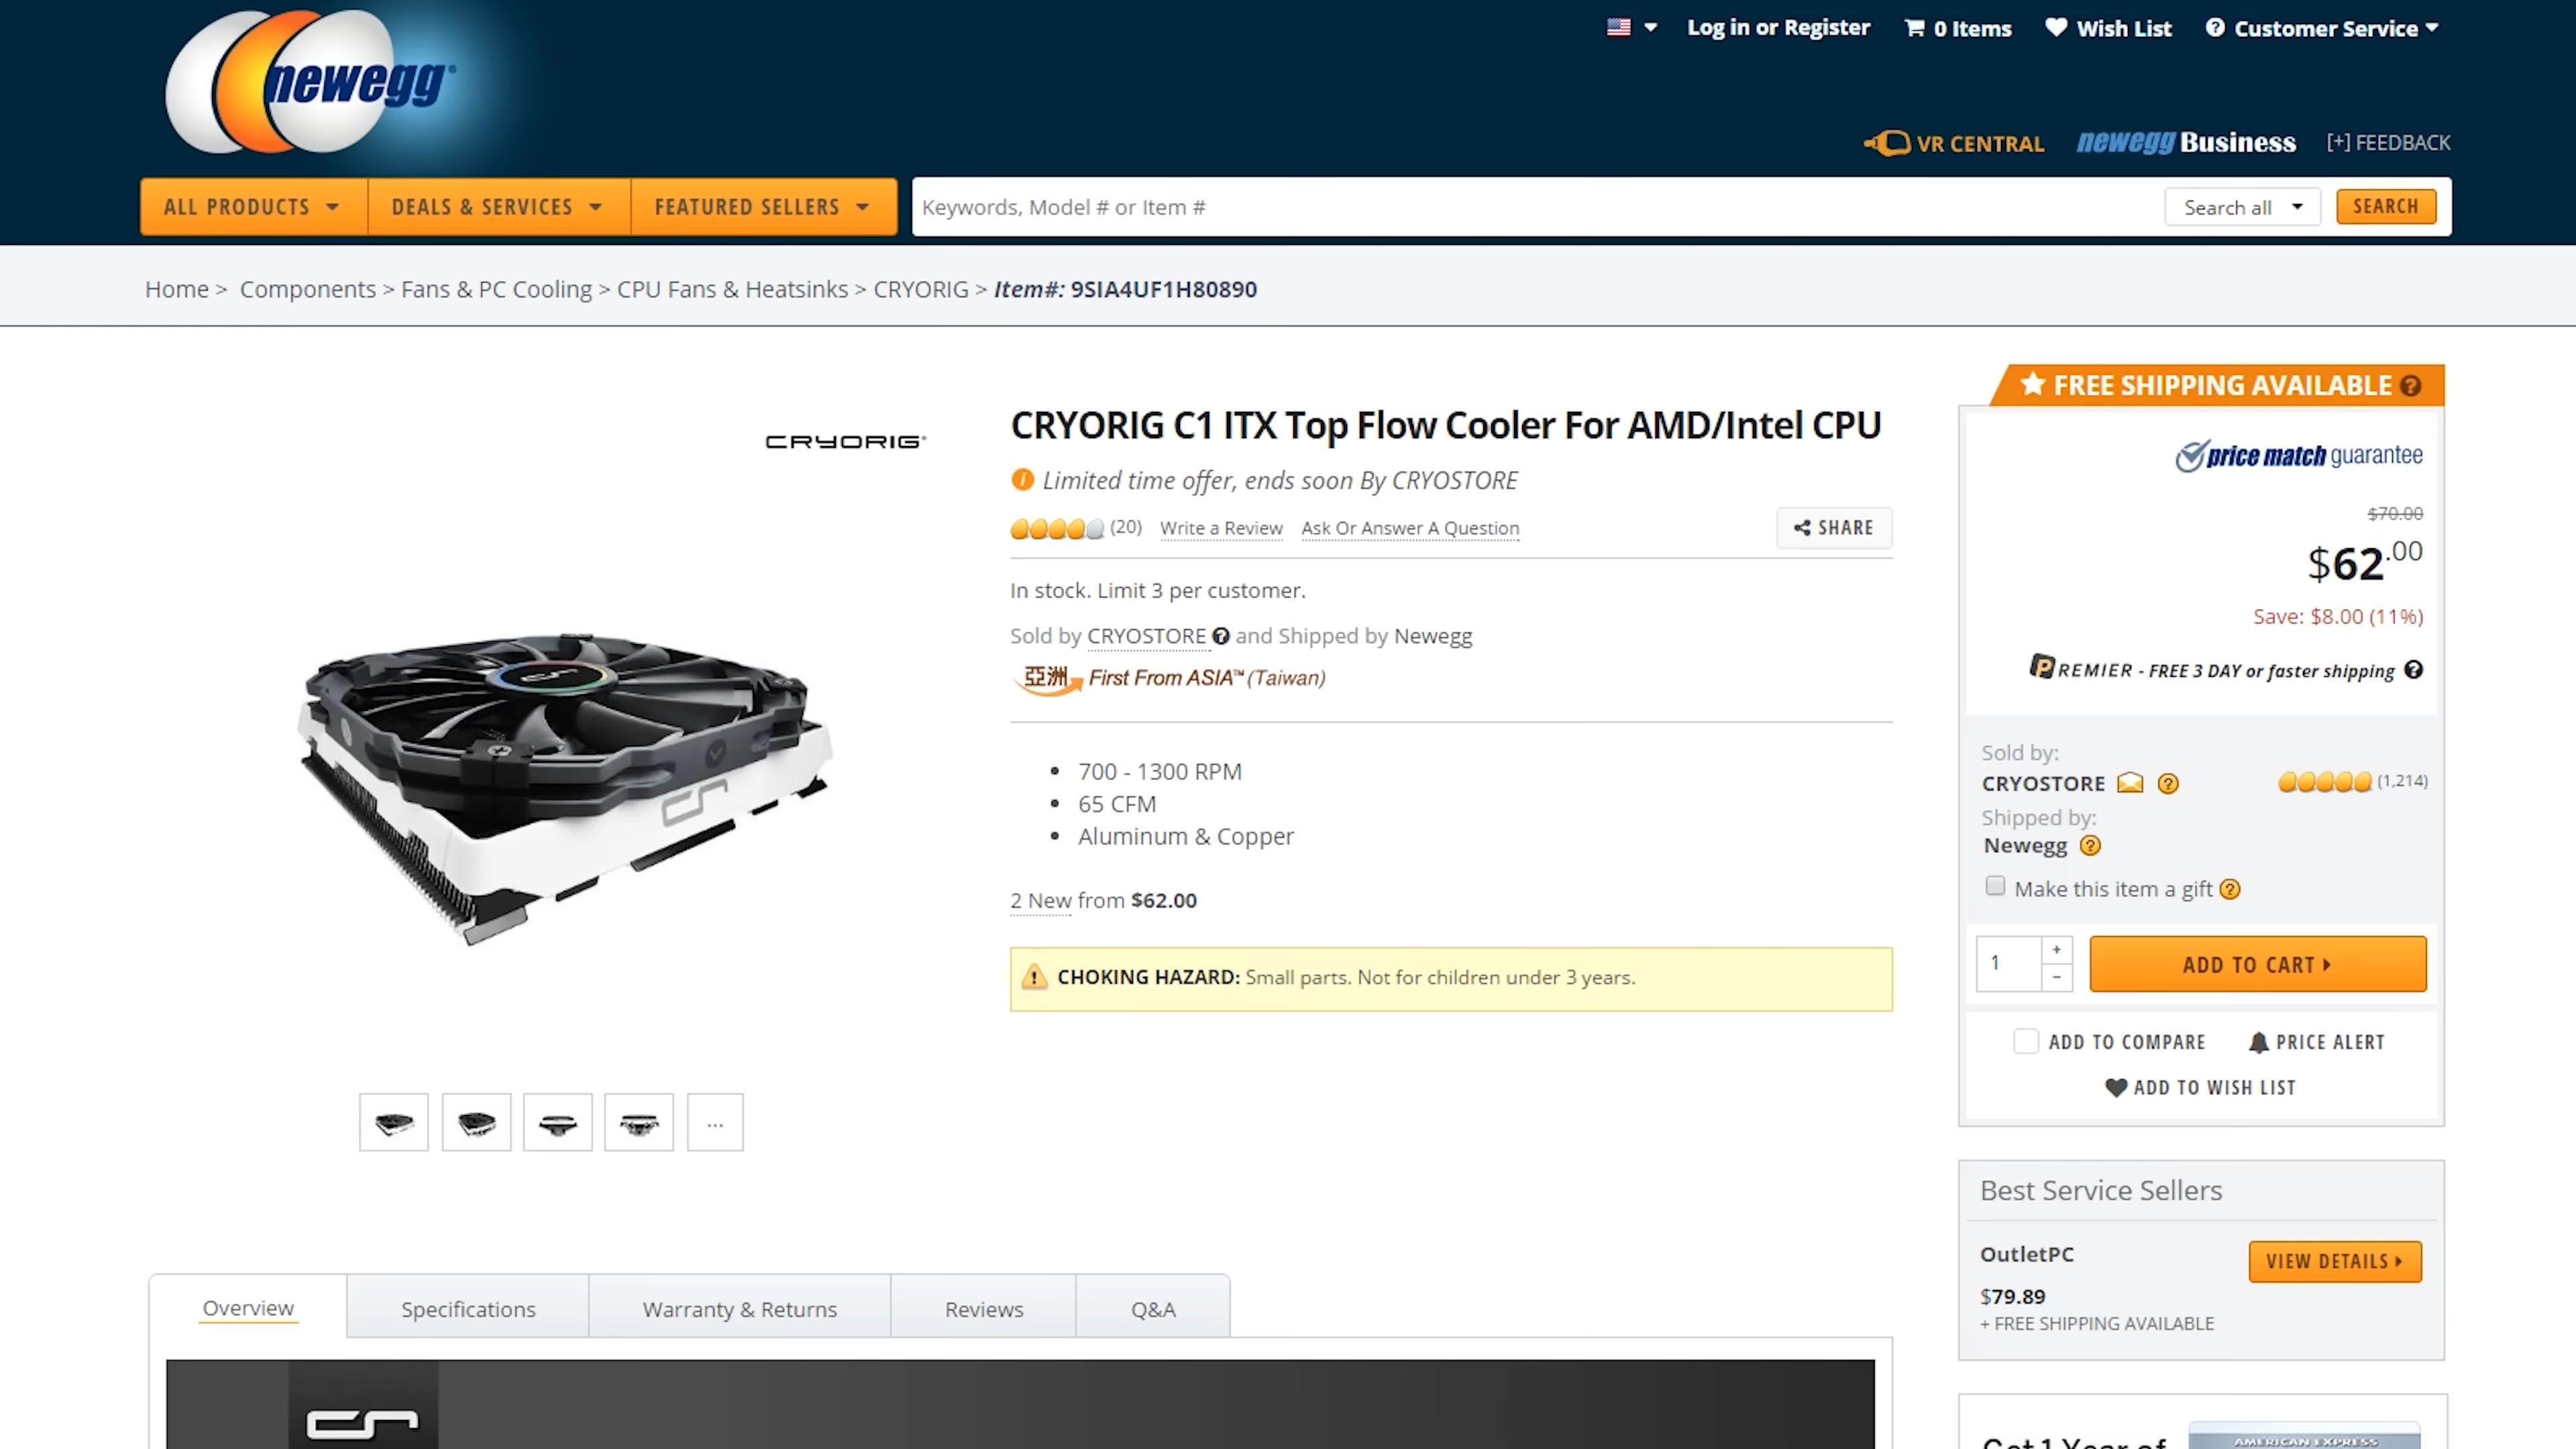 newegg
Log in or Register
0 Items
Wish List
Customer Service
VR CENTRAL
newegg Business
[+] FEEDBACK
ALL PRODUCTS
DEALS & SERVICES
FEATURED SELLERS
Keywords, Model # or Item #
Search all
SEARCH
Home > Components > Fans & PC Cooling > CPU Fans & Heatsinks > CRYORIG > Item#: 9SIA4UF1H80890
CRYORIG
CRYORIG C1 ITX Top Flow Cooler For AMD/Intel CPU
Limited time offer, ends soon By CRYOSTORE
(20) Write a Review Ask Or Answer A Question
SHARE
In stock. Limit 3 per customer.
Sold by CRYOSTORE and Shipped by Newegg
亞洲 First From ASIA™ (Taiwan)
700 - 1300 RPM
65 CFM
Aluminum & Copper
2 New from $62.00
CHOKING HAZARD: Small parts. Not for children under 3 years.
...
FREE SHIPPING AVAILABLE
price match guarantee
$70.00
$62.00
Save: $8.00 (11%)
PREMIER - FREE 3 DAY or faster shipping
Sold by:
CRYOSTORE (1,214)
Shipped by:
Newegg
Make this item a gift
1
ADD TO CART
ADD TO COMPARE
PRICE ALERT
ADD TO WISH LIST
Best Service Sellers
OutletPC
VIEW DETAILS
$79.89
+ FREE SHIPPING AVAILABLE
Overview
Specifications
Warranty & Returns
Reviews
Q&A
Get 1 Year of
AMERICAN EXPRESS